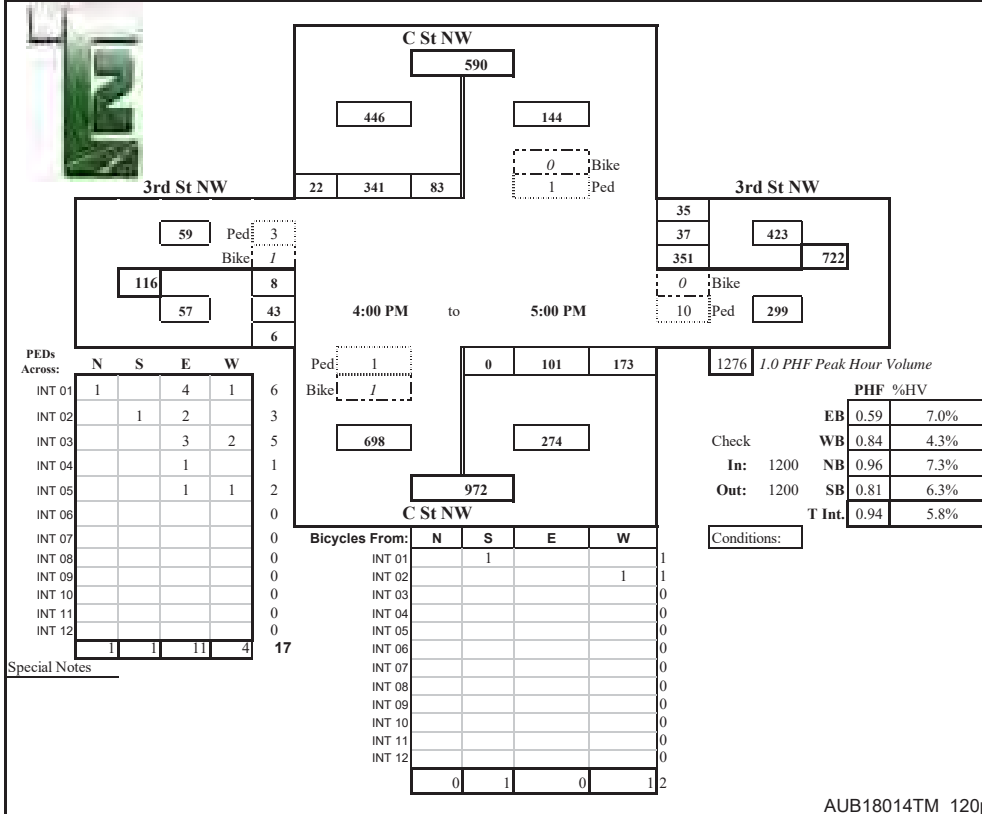 C St NW
590
446 144
0 Bike
1 Ped
22 341 83
3rd St NW 3rd St NW
35
59 Ped 3 37 423
Bike 1 351 722
116 8 0 Bike
57 43 4:00 PM to 5:00 PM 10 Ped 299
6
PEDs Across: N S E W Ped 1 0 101 173 1276 1.0 PHF Peak Hour Volume
INT 01 1 4 1 6 Bike 1 PHF %HV
INT 02 1 2 3 EB 0.59 7.0%
INT 03 3 2 5 698 274 Check WB 0.84 4.3%
INT 04 1 1 In: 1200 NB 0.96 7.3%
INT 05 1 1 2 972 Out: 1200 SB 0.81 6.3%
INT 06 0 C St NW T Int. 0.94 5.8%
INT 07 0 Bicycles From: N S E W Conditions:
INT 08 0 INT 01 1 1
INT 09 0 INT 02 1 1
INT 10 0 INT 03 0
INT 11 0 INT 04 0
INT 12 0 INT 05 0
1 1 11 4 17 INT 06 0
Special Notes INT 07 0
INT 08 0
INT 09 0
INT 10 0
INT 11 0
INT 12 0
0 1 0 1 2
AUB18014TM_120p